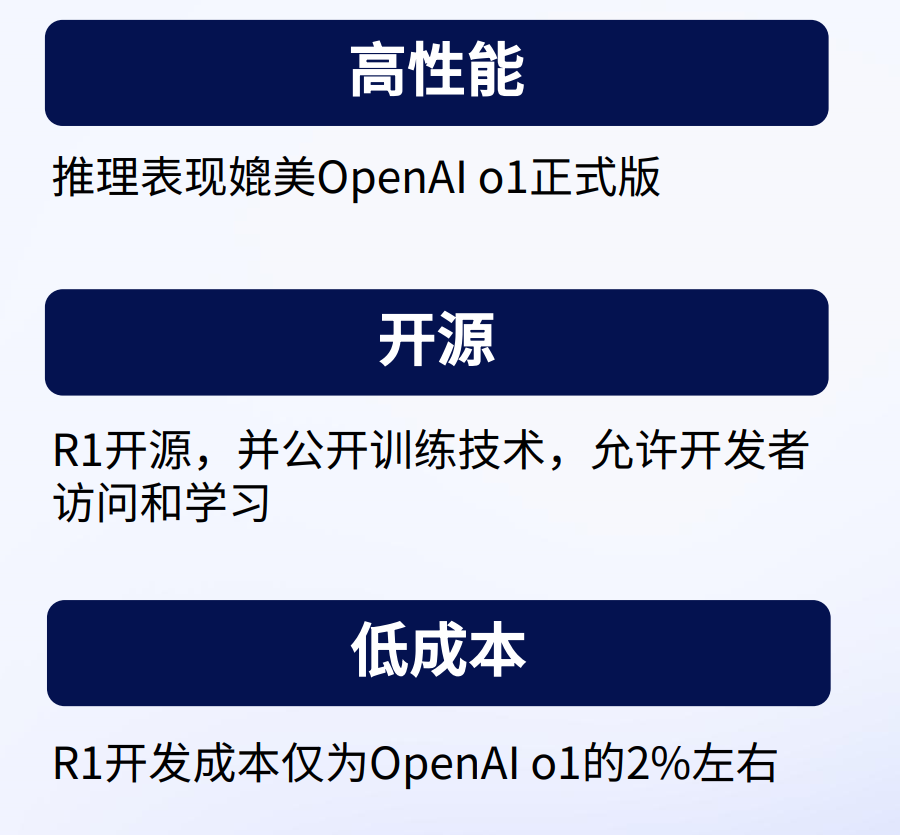 高性能
推理表现媲美OpenAI o1正式版
开源
R1开源，并公开训练技术，允许开发者
访问和学习
低成本
R1开发成本仅为OpenAI o1的2%左右